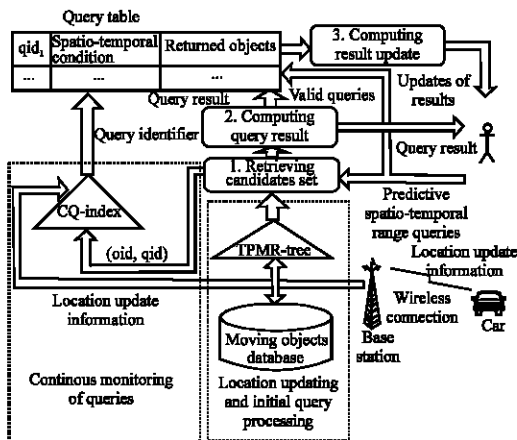 Query table
qid1
Spatio-temporal
condition
Returned objects
...
...
...
3. Computing
result update
Query result
Valid queries
Updates of
results
Query identifier
2. Computing
query result
Query result
1. Retrieving
candidates set
CQ-index
Predictive
spatio-temporal
range queries
(oid, qid)
TPMR-tree
Location update
information
Location update
information
Wireless
connection
Car
Moving objects
database
Base
station
Continous monitoring
of queries
Location updating
and initial query
processing